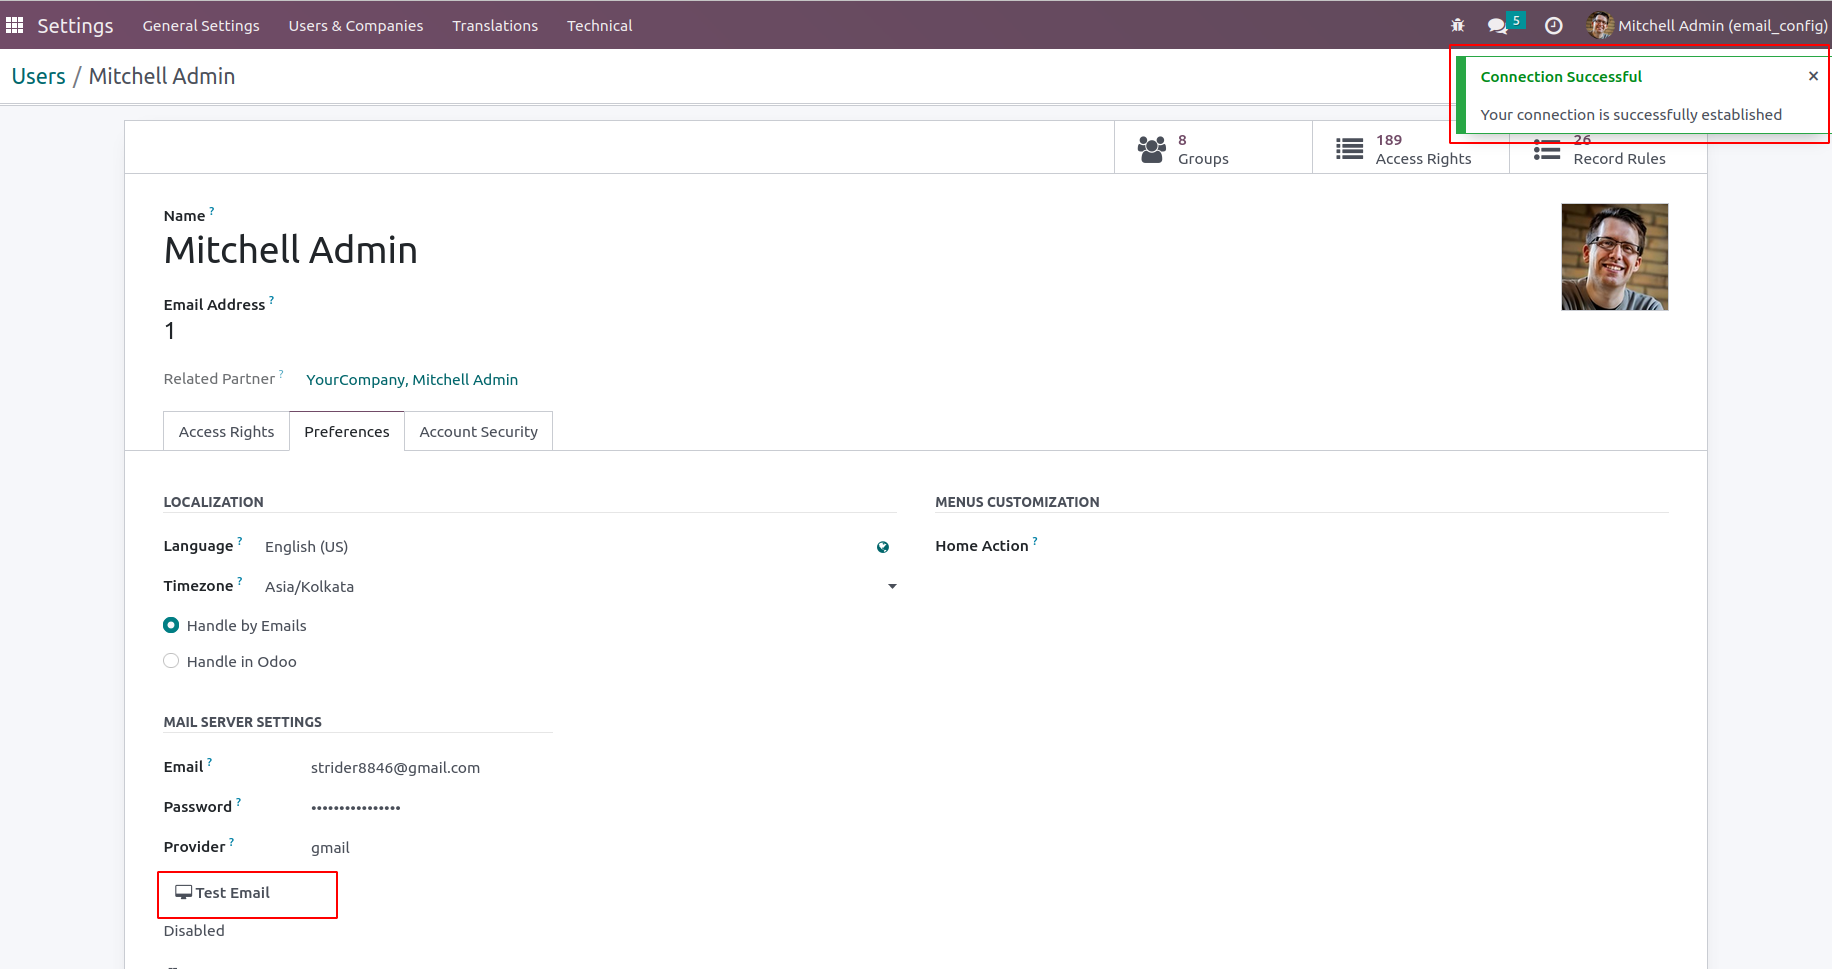 Settings General Settings Users & Companies Translations Technical 5 Mitchell Admin (email_config)
Users / Mitchell Admin
Connection Successful ×
Your connection is successfully established
8 Groups
189 Access Rights
26 Record Rules
Name ?
Mitchell Admin
Email Address ?
1
Related Partner ? YourCompany, Mitchell Admin
Access Rights Preferences Account Security
LOCALIZATION
Language ? English (US)
Timezone ? Asia/Kolkata
Handle by Emails
Handle in Odoo
MENUS CUSTOMIZATION
Home Action ?
MAIL SERVER SETTINGS
Email ? strider8846@gmail.com
Password ? ••••••••••••••••
Provider ? gmail
Test Email
Disabled